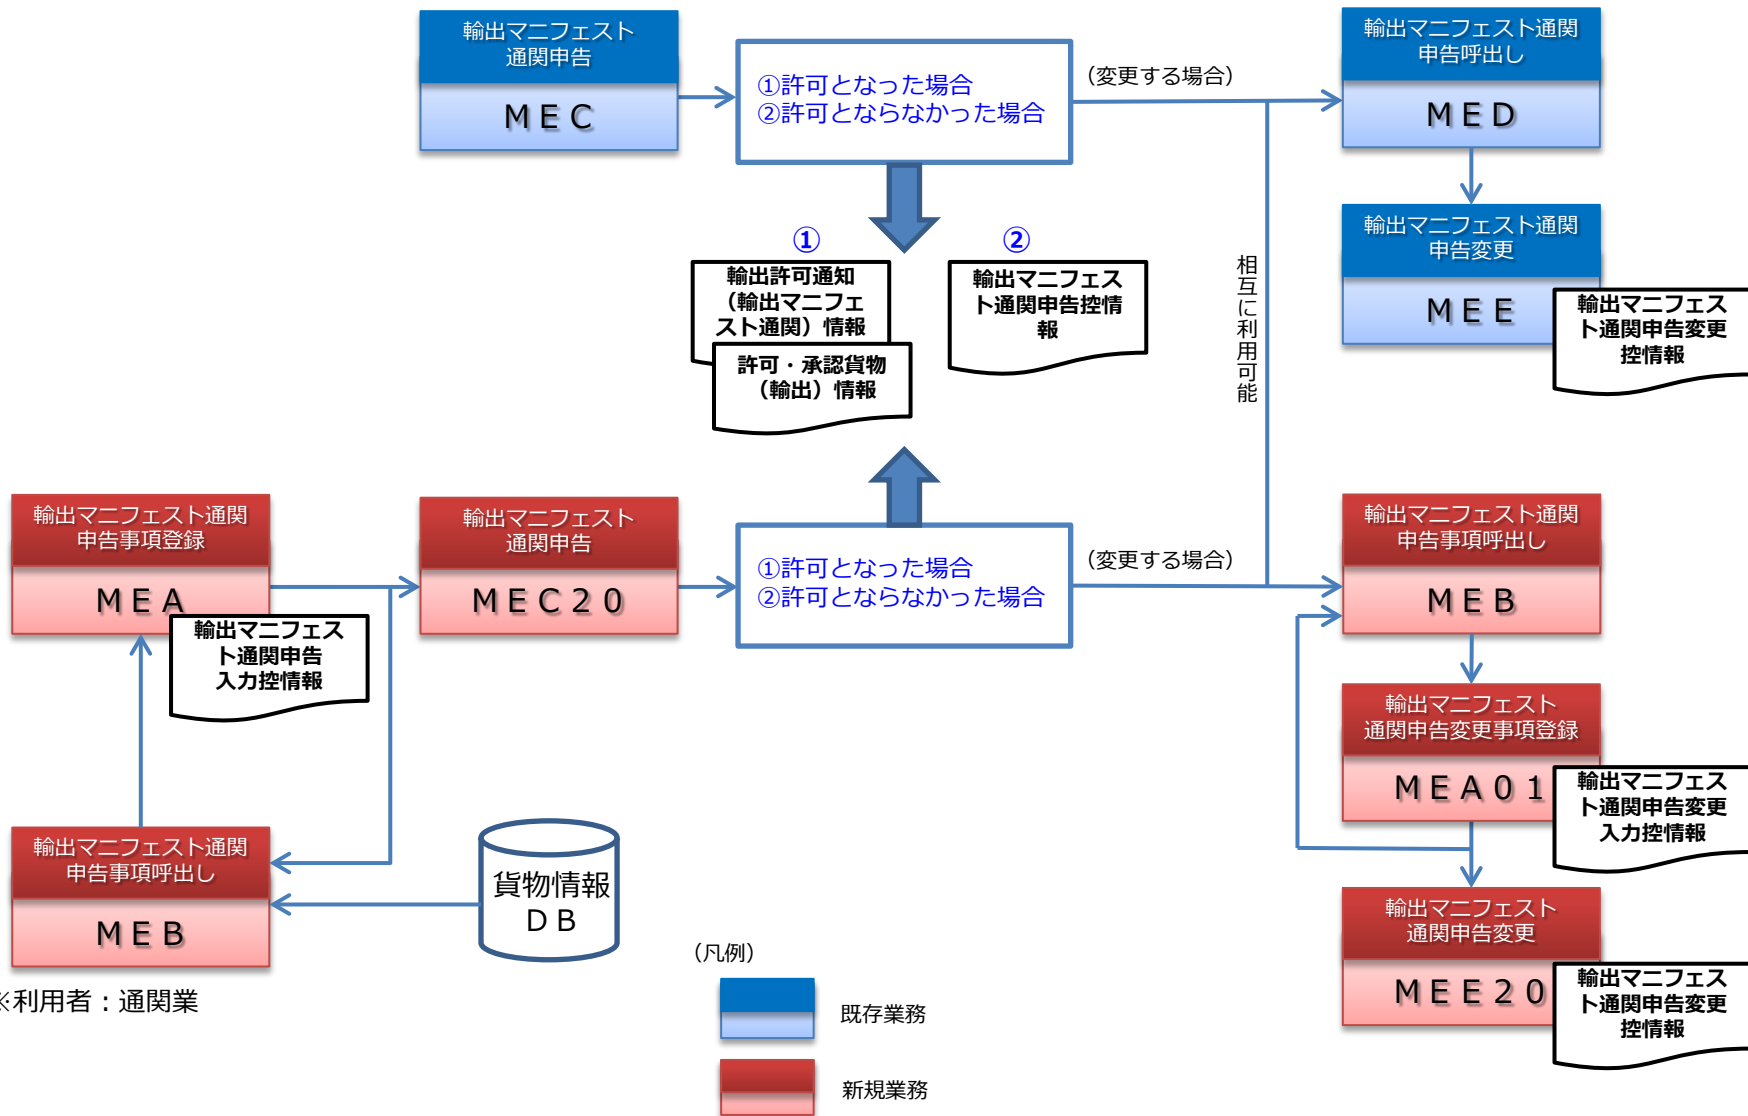 輸出マニフェスト
通関申告
ＭＥＣ
①許可となった場合
②許可とならなかった場合
（変更する場合）
輸出マニフェスト通関
申告呼出し
ＭＥＤ
輸出マニフェスト通関
申告変更
ＭＥＥ
輸出マニフェス
ト通関申告変更
控情報
①
輸出許可通知
（輸出マニフェ
スト通関）情報
許可・承認貨物
（輸出）情報
②
輸出マニフェス
ト通関申告控情
報
相互に利用可能
輸出マニフェスト通関
申告事項登録
ＭＥＡ
輸出マニフェス
ト通関申告
入力控情報
輸出マニフェスト
通関申告
ＭＥＣ２０
①許可となった場合
②許可とならなかった場合
（変更する場合）
輸出マニフェスト通関
申告事項呼出し
ＭＥＢ
輸出マニフェスト
通関申告変更事項登録
ＭＥＡ０１
輸出マニフェス
ト通関申告変更
入力控情報
輸出マニフェスト
通関申告変更
ＭＥＥ２０
輸出マニフェス
ト通関申告変更
控情報
輸出マニフェスト通関
申告事項呼出し
ＭＥＢ
貨物情報
ＤＢ
※利用者：通関業
（凡例）
既存業務
新規業務